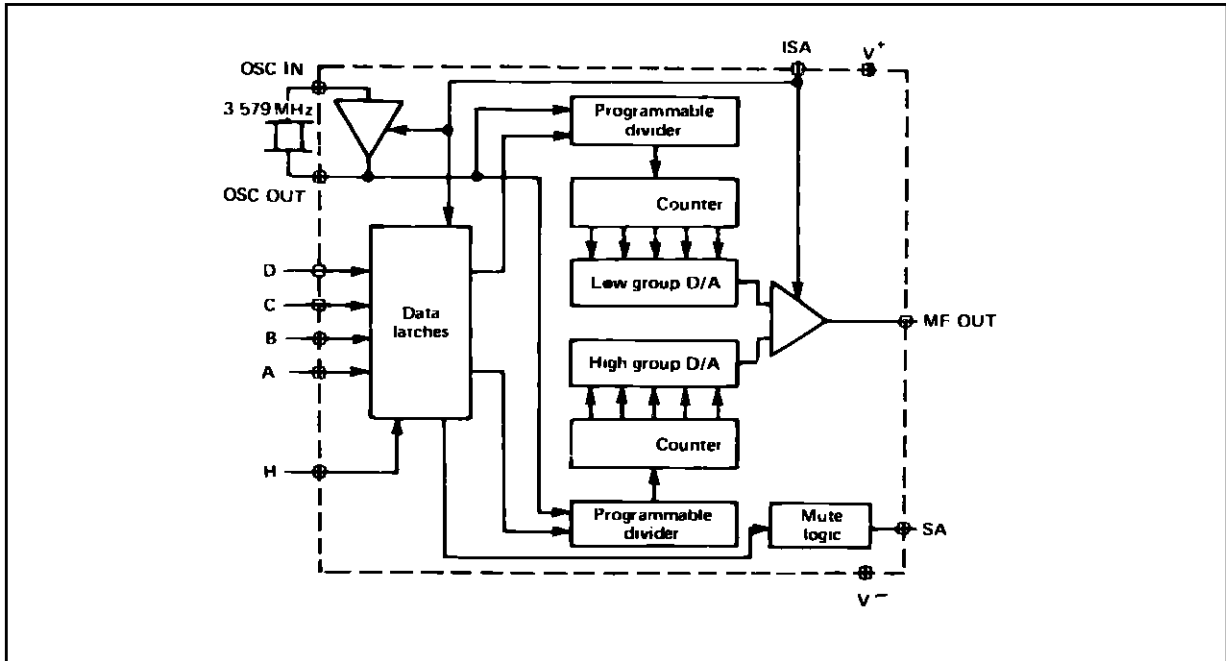 ISA
V+
OSC IN
3 579 MHz
OSC OUT
Programmable
divider
Counter
D
C
B
A
Data
latches
Low group D/A
MF OUT
High group D/A
Counter
H
Programmable
divider
Mute
logic
SA
V−